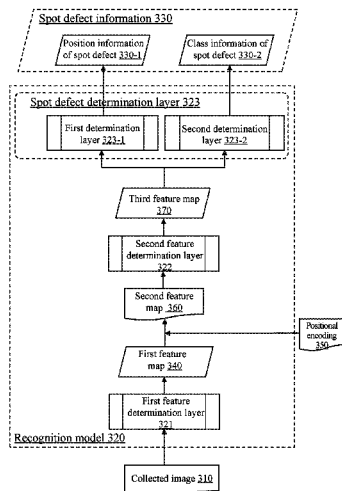 Spot defect information 330
Position information
of spot defect 330-1
Class information of
spot defect 330-2
Spot defect determination layer 323
First determination
layer 323-1
Second determination
layer 323-2
Third feature map
370
Second feature
determination layer
322
Second feature
map 360
Positional
encoding
350
First feature
map 340
First feature
determination layer
321
Recognition model 320
Collected image 310